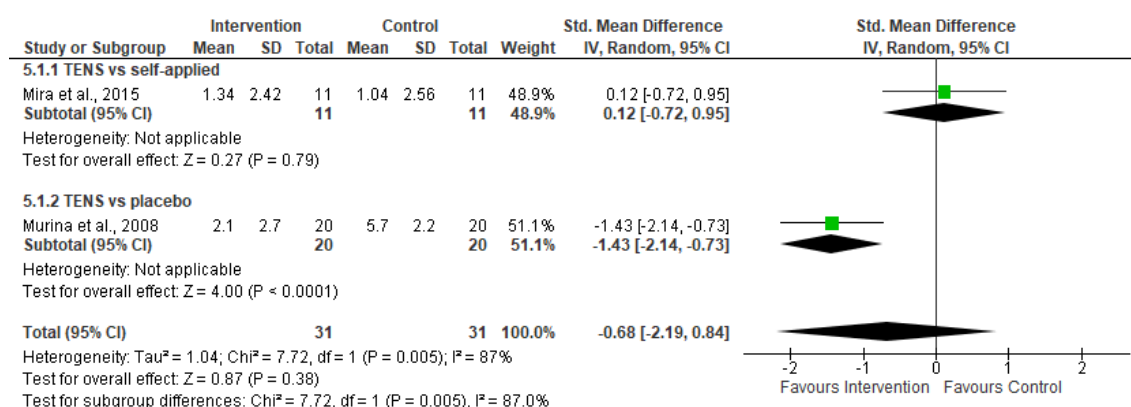 Intervention Control Std. Mean Difference Std. Mean Difference
Study or Subgroup Mean SD Total Mean SD Total Weight IV, Random, 95% CI IV, Random, 95% CI
5.1.1 TENS vs self-applied
Mira et al., 2015 1.34 2.42 11 1.04 2.56 11 48.9% 0.12 [-0.72, 0.95]
Subtotal (95% CI) 11 11 48.9% 0.12 [-0.72, 0.95]
Heterogeneity: Not applicable
Test for overall effect: Z = 0.27 (P = 0.79)
5.1.2 TENS vs placebo
Murina et al., 2008 2.1 2.7 20 5.7 2.2 20 51.1% -1.43 [-2.14, -0.73]
Subtotal (95% CI) 20 20 51.1% -1.43 [-2.14, -0.73]
Heterogeneity: Not applicable
Test for overall effect: Z = 4.00 (P < 0.0001)
Total (95% CI) 31 31 100.0% -0.68 [-2.19, 0.84]
Heterogeneity: Tau² = 1.04; Chi² = 7.72, df = 1 (P = 0.005); I² = 87%
Test for overall effect: Z = 0.87 (P = 0.38)
Test for subgroup differences: Chi² = 7.72, df = 1 (P = 0.005), I² = 87.0%
-2 -1 0 1 2
Favours Intervention Favours Control